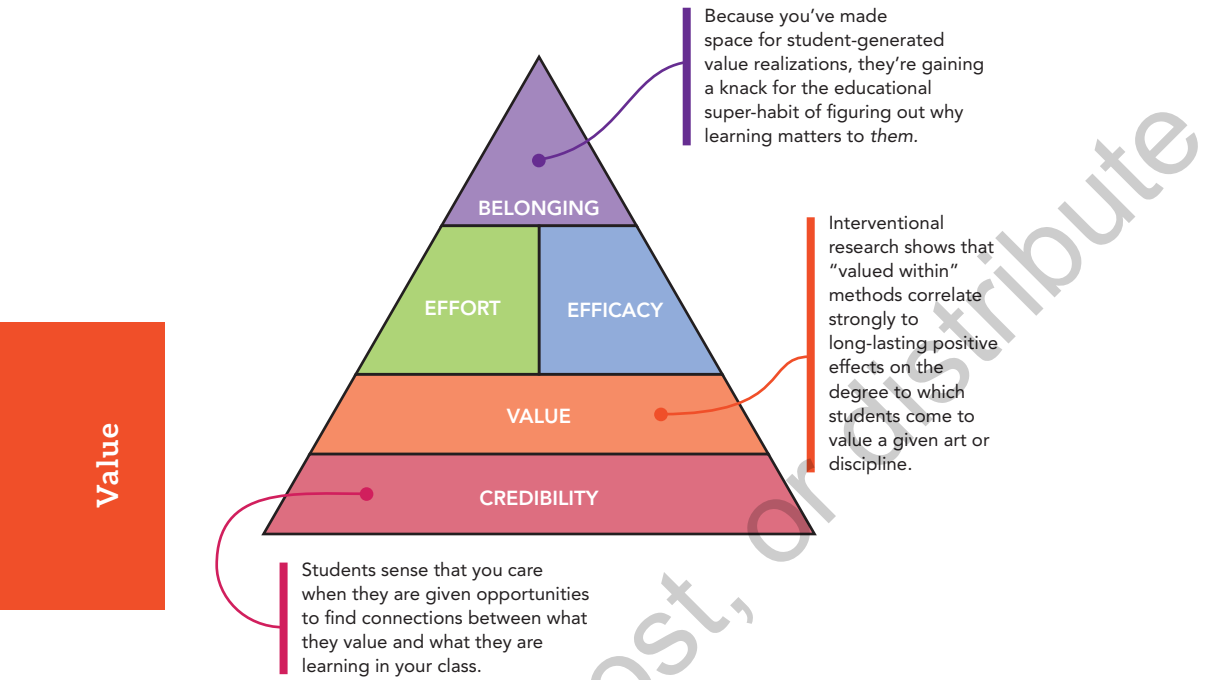 Because you’ve made
space for student-generated
value realizations, they’re gaining
a knack for the educational
super-habit of figuring out why
learning matters to them.
BELONGING
Interventional
research shows that
“valued within”
methods correlate
strongly to
long-lasting positive
effects on the
degree to which
students come to
value a given art or
discipline.
EFFORT
EFFICACY
VALUE
Value
CREDIBILITY
Students sense that you care
when they are given opportunities
to find connections between what
they value and what they are
learning in your class.
ost, or distribute